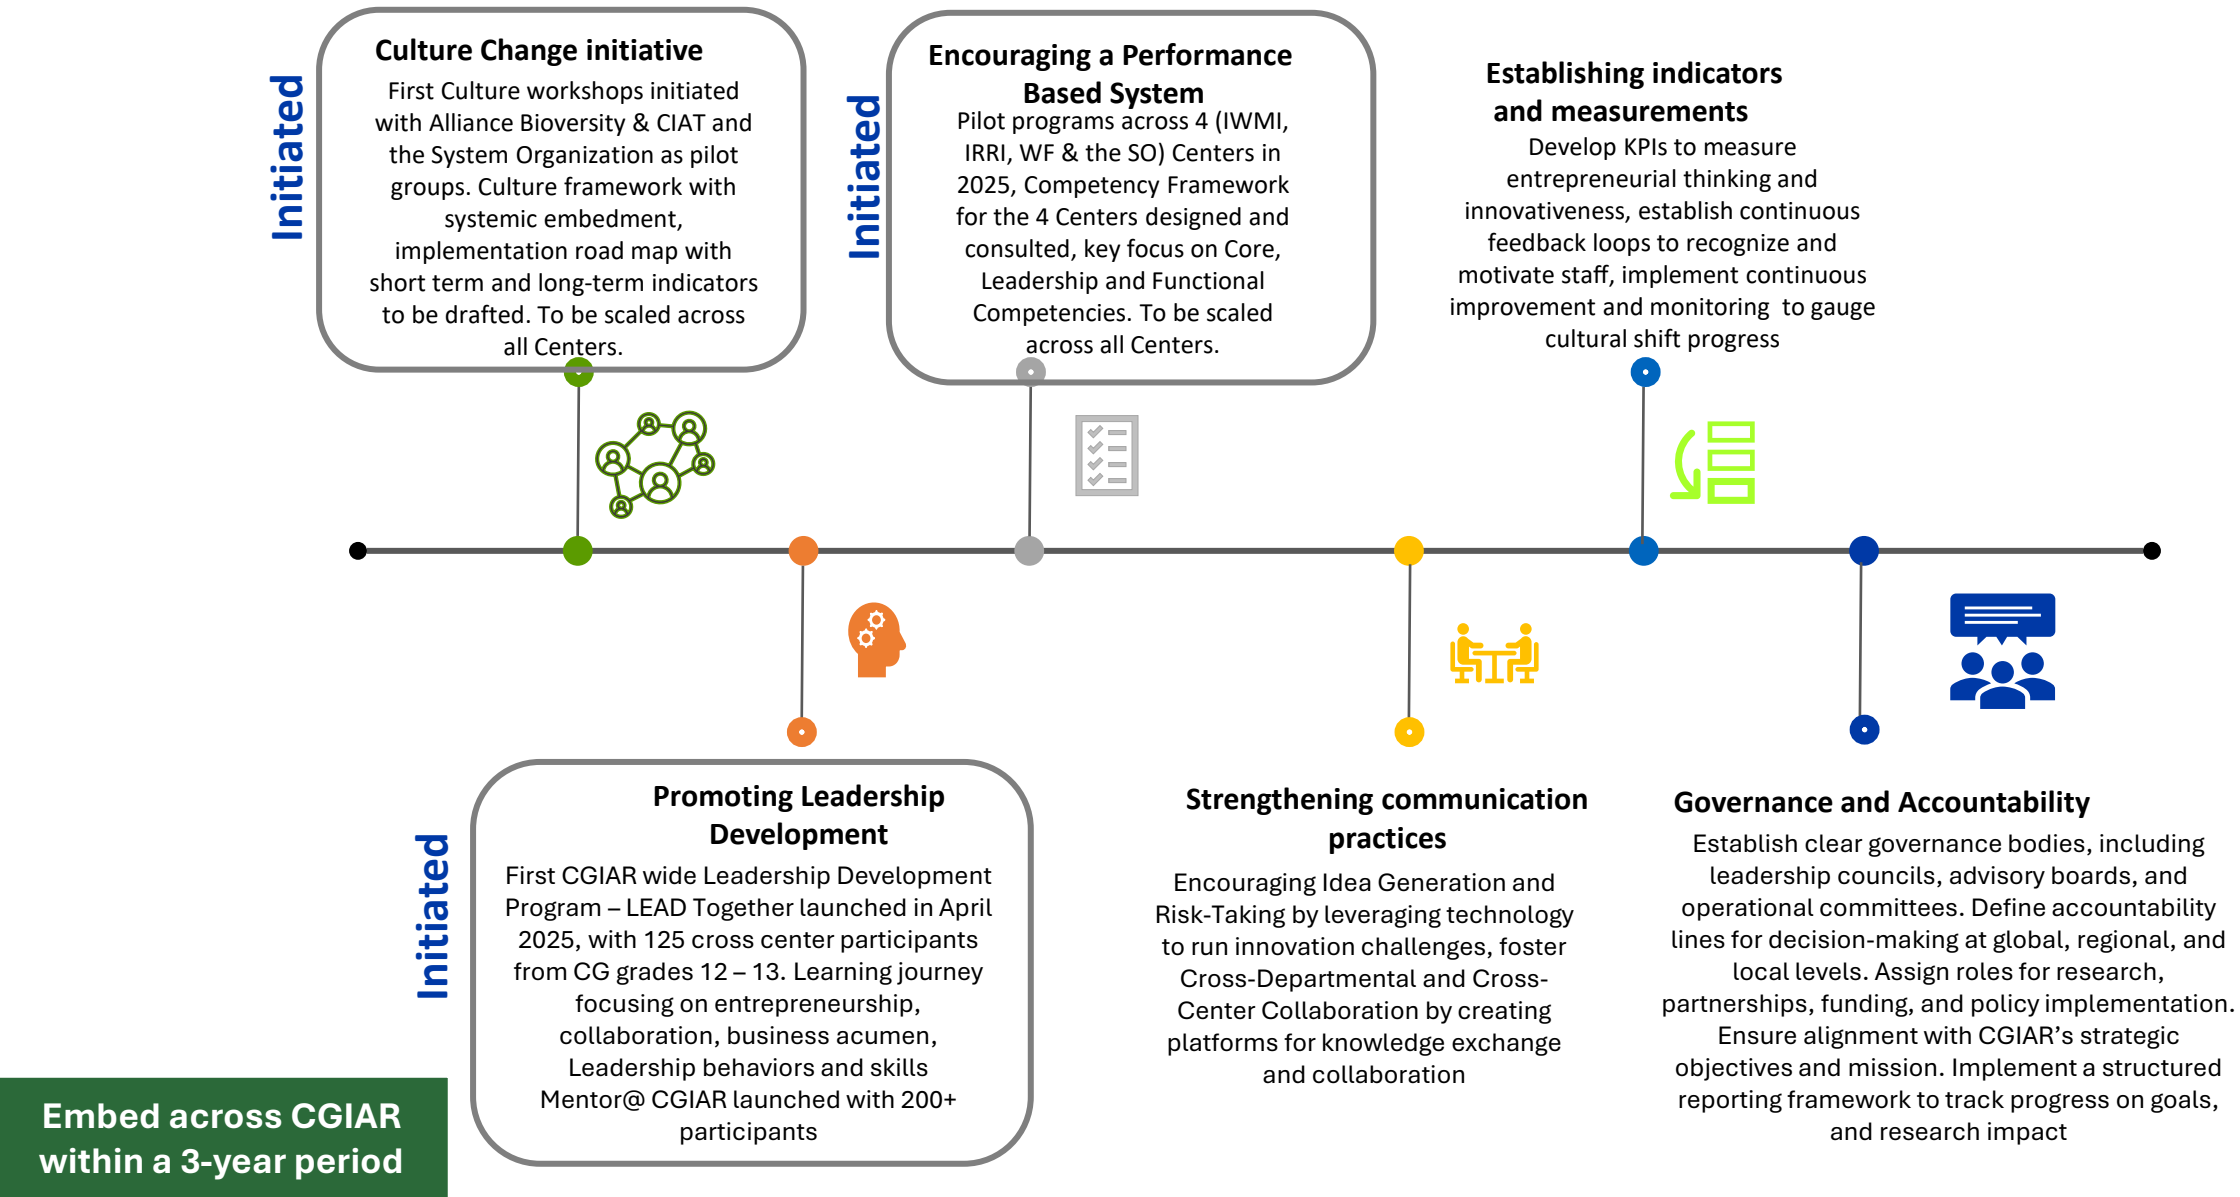 Initiated
Culture Change initiative
First Culture workshops initiated
with Alliance Bioversity & CIAT and
the System Organization as pilot
groups. Culture framework with
systemic embedment,
implementation road map with
short term and long-term indicators
to be drafted. To be scaled across
all Centers.
Initiated
Encouraging a Performance
Based System
Pilot programs across 4 (IWMI,
IRRI, WF & the SO) Centers in
2025, Competency Framework
for the 4 Centers designed and
consulted, key focus on Core,
Leadership and Functional
Competencies. To be scaled
across all Centers.
Establishing indicators
and measurements
Develop KPIs to measure
entrepreneurial thinking and
innovativeness, establish continuous
feedback loops to recognize and
motivate staff, implement continuous
improvement and monitoring  to gauge
cultural shift progress
Initiated
Promoting Leadership
Development
First CGIAR wide Leadership Development
Program – LEAD Together launched in April
2025, with 125 cross center participants
from CG grades 12 – 13. Learning journey
focusing on entrepreneurship,
collaboration, business acumen,
Leadership behaviors and skills
Mentor@ CGIAR launched with 200+
participants
Strengthening communication
practices
Encouraging Idea Generation and
Risk-Taking by leveraging technology
to run innovation challenges, foster
Cross-Departmental and Cross-
Center Collaboration by creating
platforms for knowledge exchange
and collaboration
Governance and Accountability
Establish clear governance bodies, including
leadership councils, advisory boards, and
operational committees. Define accountability
lines for decision-making at global, regional, and
local levels. Assign roles for research,
partnerships, funding, and policy implementation.
Ensure alignment with CGIAR’s strategic
objectives and mission. Implement a structured
reporting framework to track progress on goals,
and research impact
Embed across CGIAR
within a 3-year period